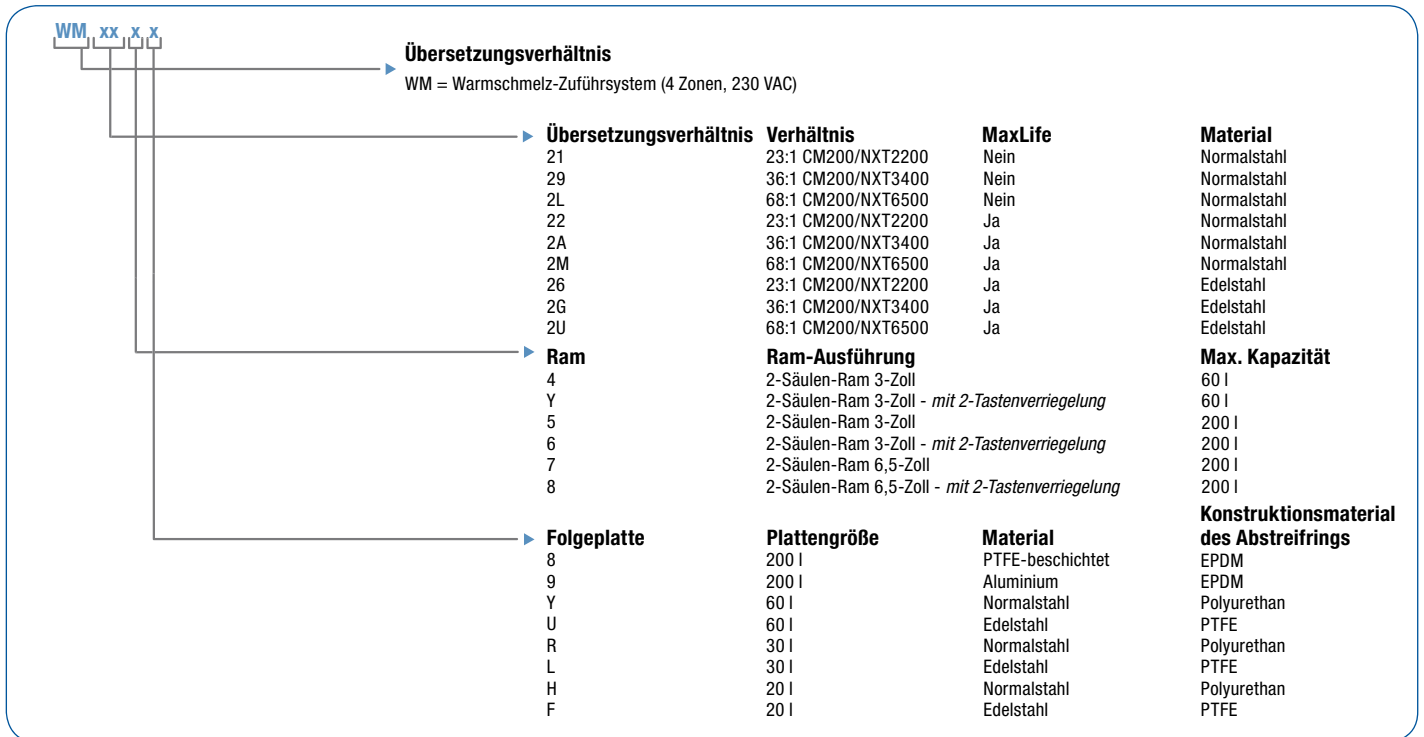 WM xx x x
Übersetzungsverhältnis
WM = Warmschmelz-Zuführsystem (4 Zonen, 230 VAC)
Übersetzungsverhältnis Verhältnis MaxLife Material
21 23:1 CM200/NXT2200 Nein Normalstahl
29 36:1 CM200/NXT3400 Nein Normalstahl
2L 68:1 CM200/NXT6500 Nein Normalstahl
22 23:1 CM200/NXT2200 Ja Normalstahl
2A 36:1 CM200/NXT3400 Ja Normalstahl
2M 68:1 CM200/NXT6500 Ja Normalstahl
26 23:1 CM200/NXT2200 Ja Edelstahl
2G 36:1 CM200/NXT3400 Ja Edelstahl
2U 68:1 CM200/NXT6500 Ja Edelstahl
Ram Ram-Ausführung Max. Kapazität
4 2-Säulen-Ram 3-Zoll 60 l
Y 2-Säulen-Ram 3-Zoll - mit 2-Tastenverriegelung 60 l
5 2-Säulen-Ram 3-Zoll 200 l
6 2-Säulen-Ram 3-Zoll - mit 2-Tastenverriegelung 200 l
7 2-Säulen-Ram 6,5-Zoll 200 l
8 2-Säulen-Ram 6,5-Zoll - mit 2-Tastenverriegelung 200 l
Konstruktionsmaterial
Folgeplatte Plattengröße Material des Abstreifrings
8 200 l PTFE-beschichtet EPDM
9 200 l Aluminium EPDM
Y 60 l Normalstahl Polyurethan
U 60 l Edelstahl PTFE
R 30 l Normalstahl Polyurethan
L 30 l Edelstahl PTFE
H 20 l Normalstahl Polyurethan
F 20 l Edelstahl PTFE